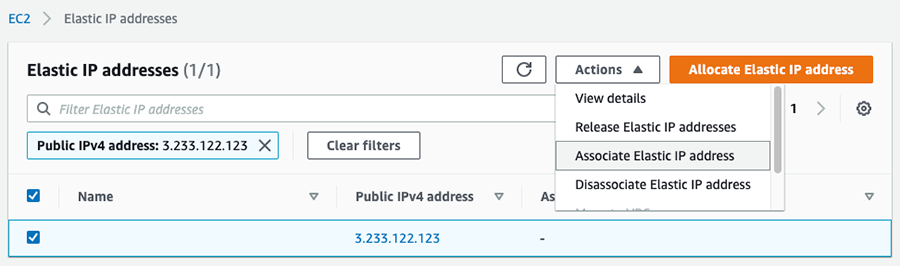 EC2 > Elastic IP addresses
Elastic IP addresses (1/1)
Actions
Allocate Elastic IP address
Filter Elastic IP addresses
1
View details
Release Elastic IP addresses
Associate Elastic IP address
Disassociate Elastic IP address
Public IPv4 address: 3.233.122.123
Clear filters
Name
Public IPv4 address
As
3.233.122.123
-